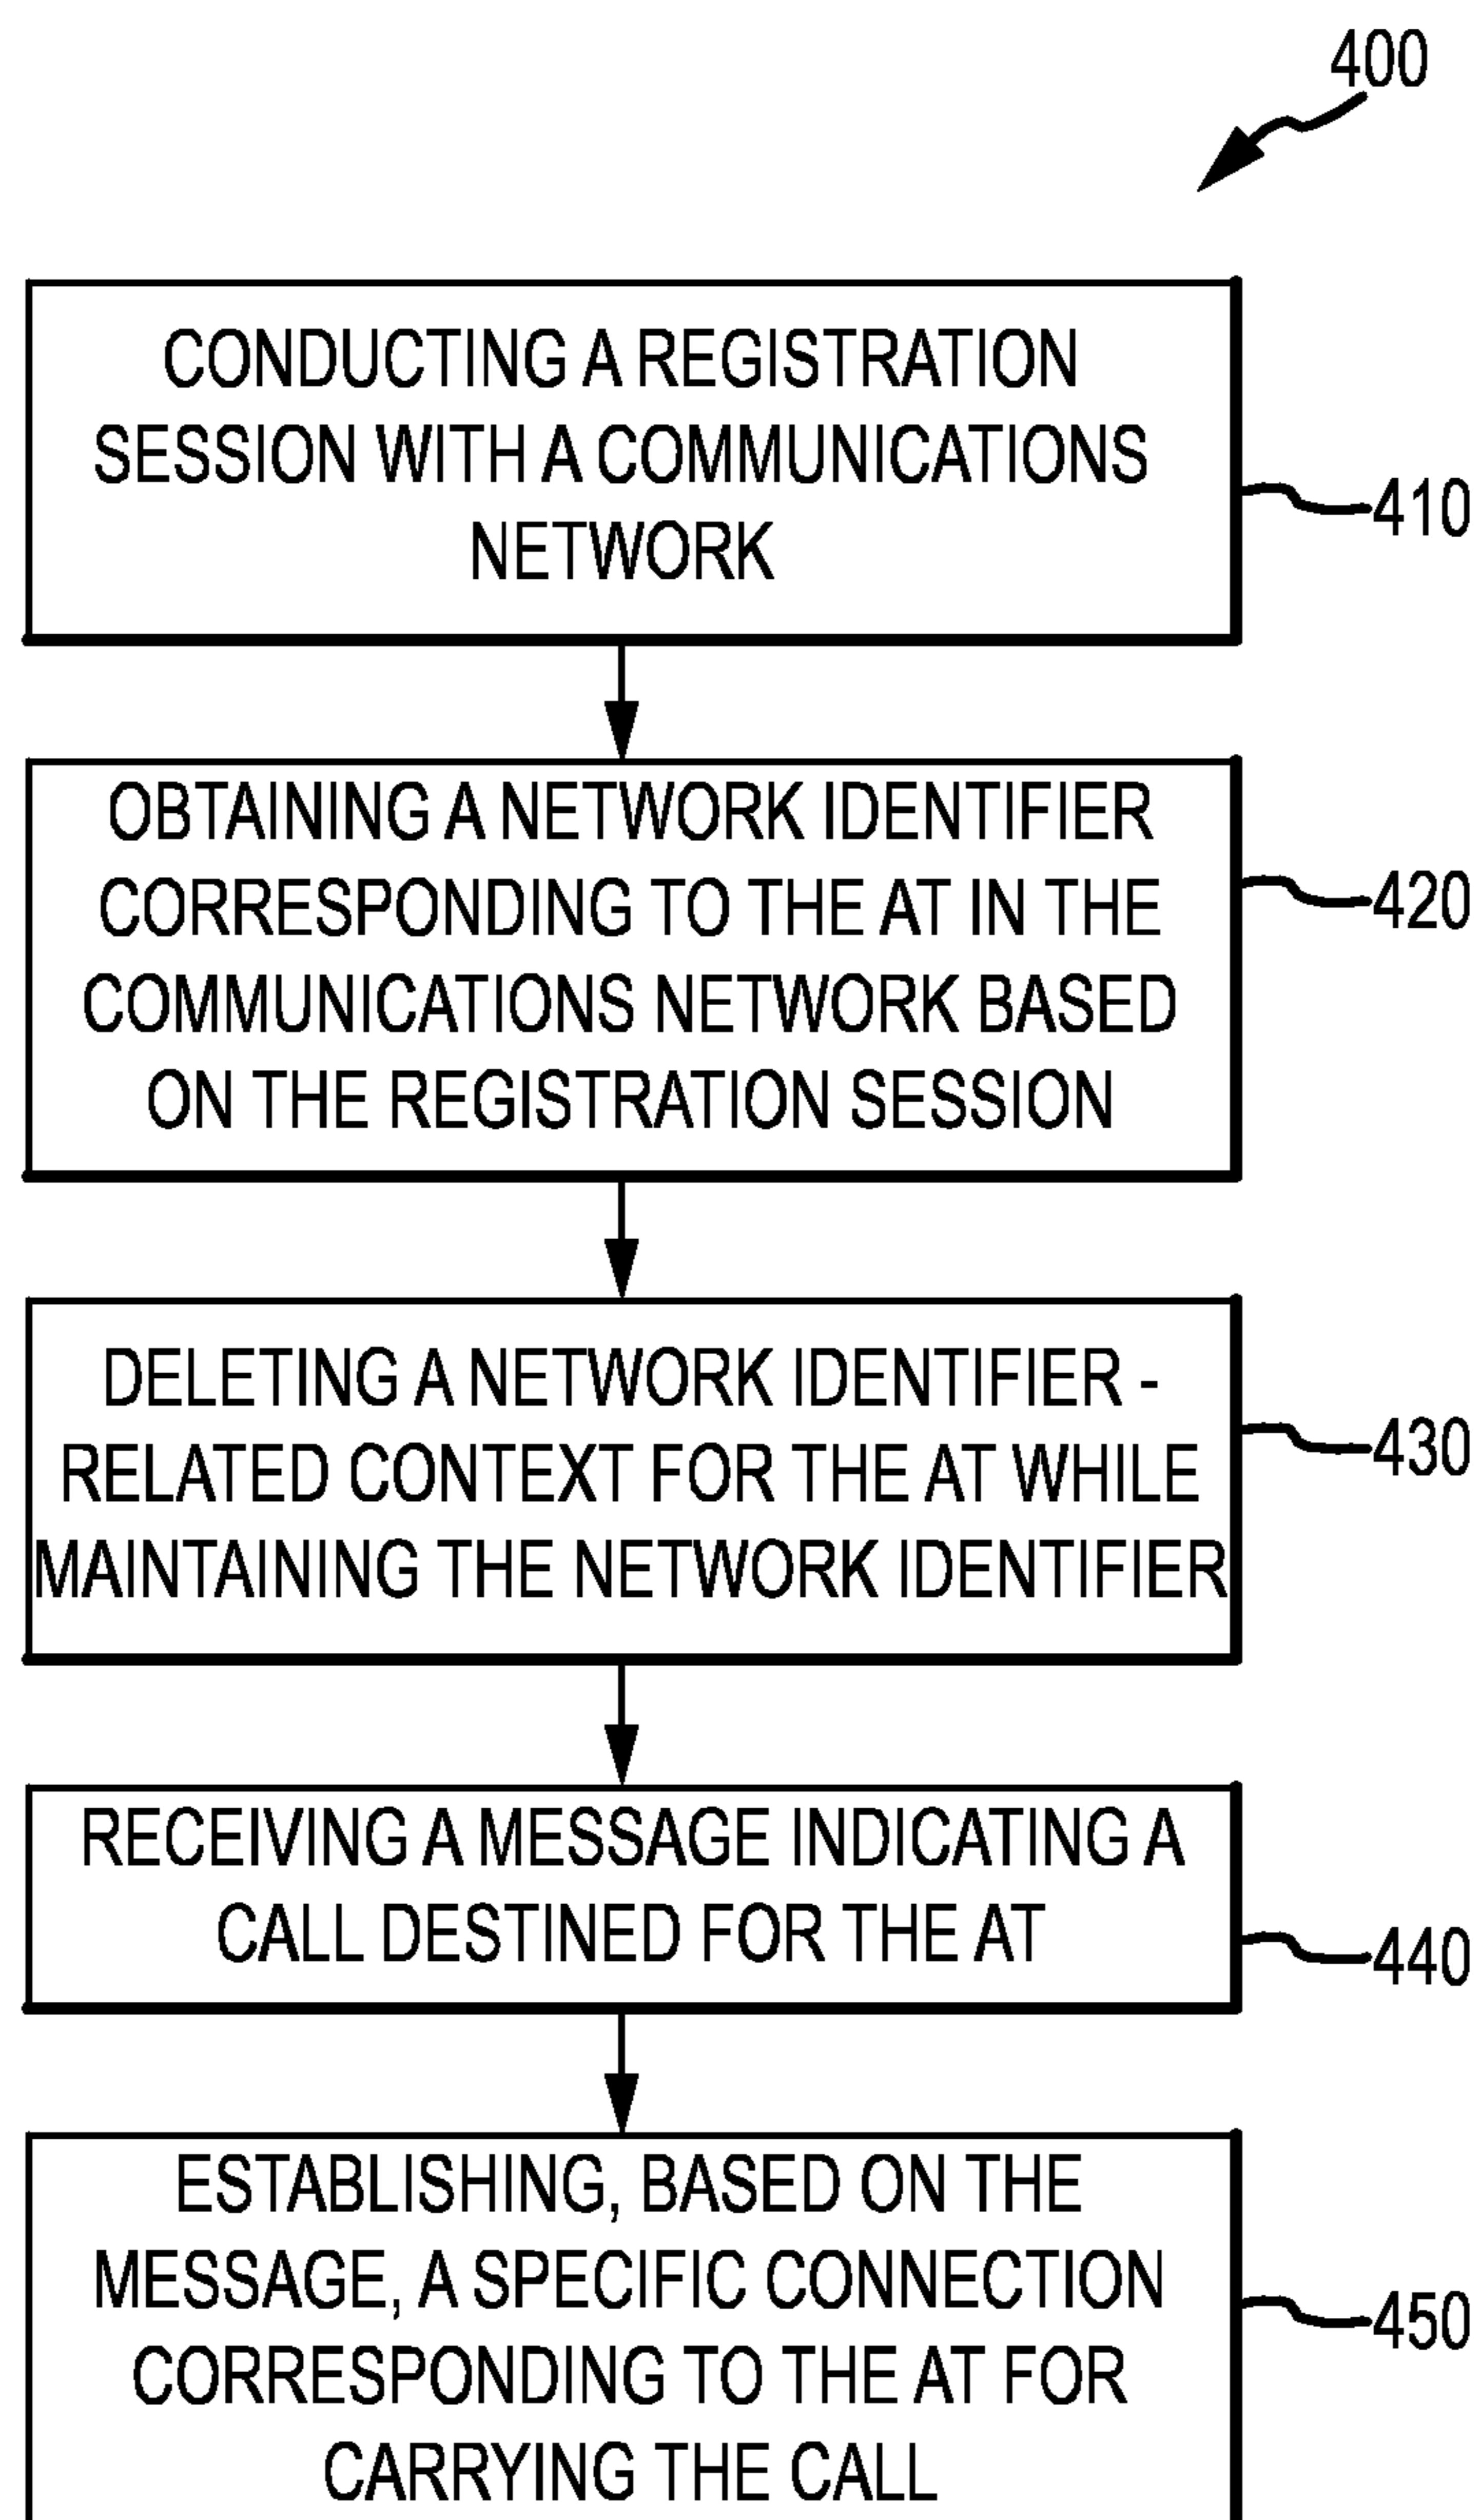 400
CONDUCTING A REGISTRATION
SESSION WITH A COMMUNICATIONS
NETWORK
410
OBTAINING A NETWORK IDENTIFIER
CORRESPONDING TO THE AT IN THE
COMMUNICATIONS NETWORK BASED
ON THE REGISTRATION SESSION
420
DELETING A NETWORK IDENTIFIER -
RELATED CONTEXT FOR THE AT WHILE
MAINTAINING THE NETWORK IDENTIFIER
430
RECEIVING A MESSAGE INDICATING A
CALL DESTINED FOR THE AT
440
ESTABLISHING, BASED ON THE
MESSAGE, A SPECIFIC CONNECTION
CORRESPONDING TO THE AT FOR
CARRYING THE CALL
450